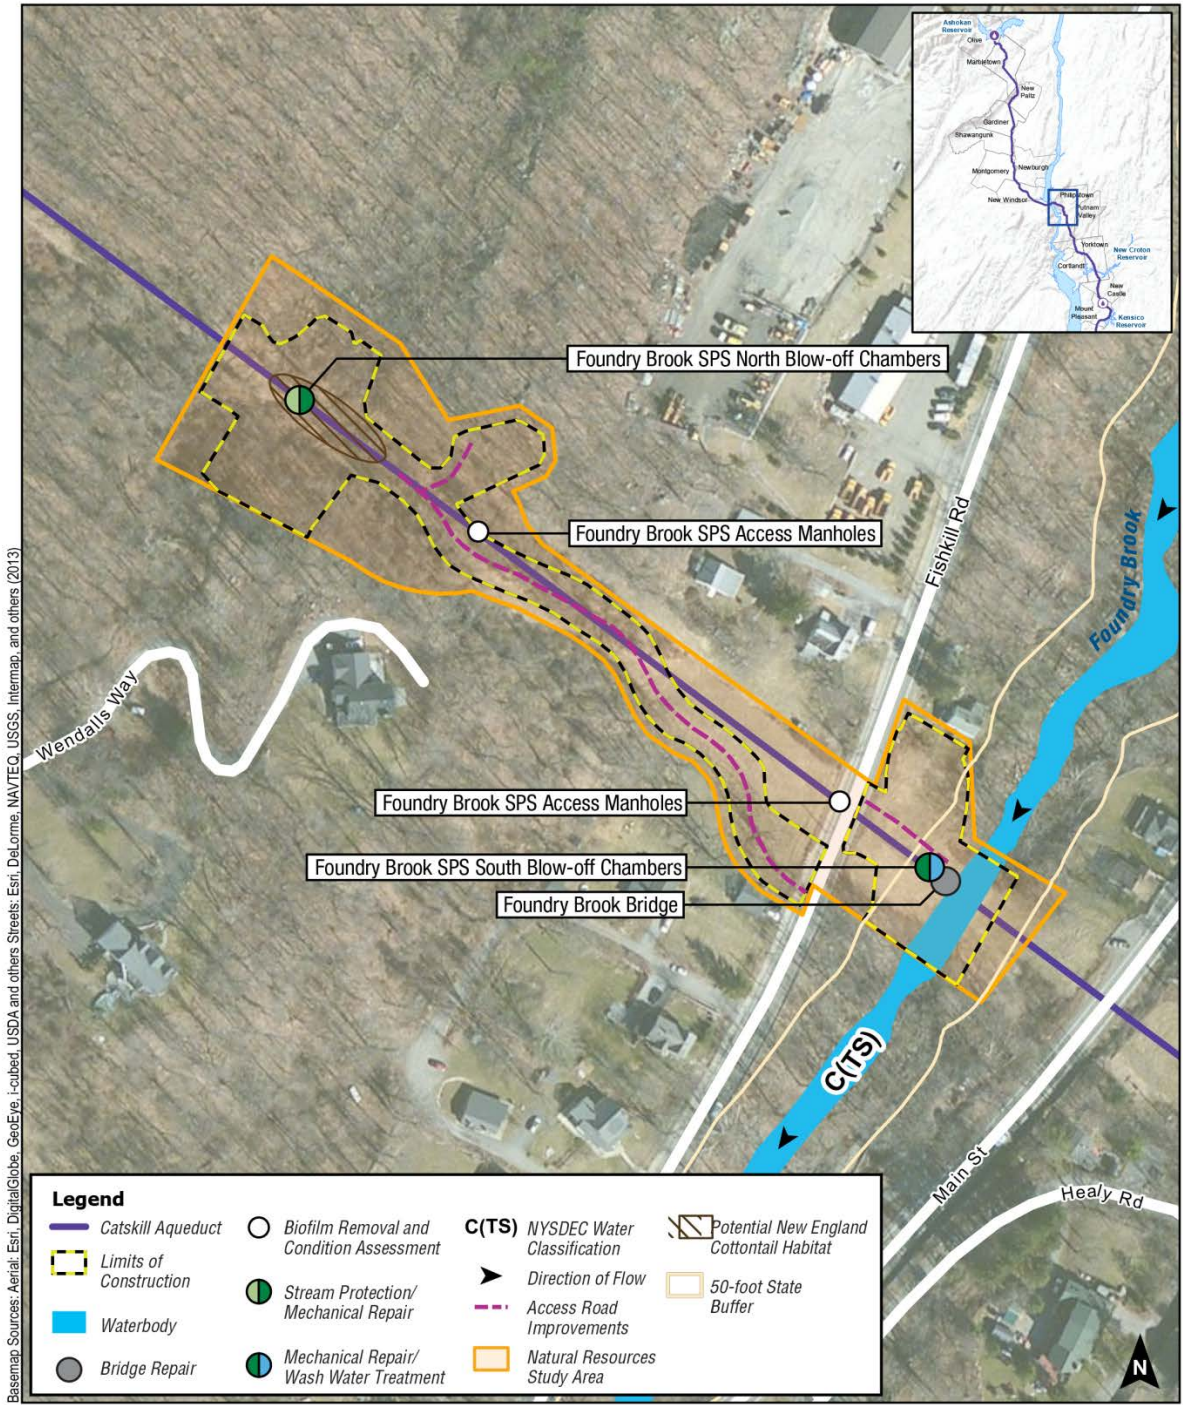 Ashokan
Reservoir
Olive
Marbletown
New
Paltz
Gardiner
Shawangunk
Newburgh
Montgomery
New Windsor
Philipstown
Putnam
Valley
Yorktown
New Croton
Reservoir
Cortlandt
New
Castle
Mount
Pleasant
Kensico
Reservoir
Foundry Brook SPS North Blow-off Chambers
Foundry Brook SPS Access Manholes
Fishkill Rd
Foundry Brook
Wendalls Way
Foundry Brook SPS Access Manholes
Foundry Brook SPS South Blow-off Chambers
Foundry Brook Bridge
C(TS)
Main St
Healy Rd
Legend
Catskill Aqueduct
Limits of
Construction
Waterbody
Bridge Repair
Biofilm Removal and
Condition Assessment
Stream Protection/
Mechanical Repair
Mechanical Repair/
Wash Water Treatment
C(TS) NYSDEC Water
Classification
Direction of Flow
Access Road
Improvements
Natural Resources
Study Area
Potential New England
Cottontail Habitat
50-foot State
Buffer
N
Basemap Sources: Aerial: Esri, DigitalGlobe, GeoEye, i-cubed, USDA and others Streets: Esri, DeLorme, NAVTEQ, USGS, Intermap, and others (2013)